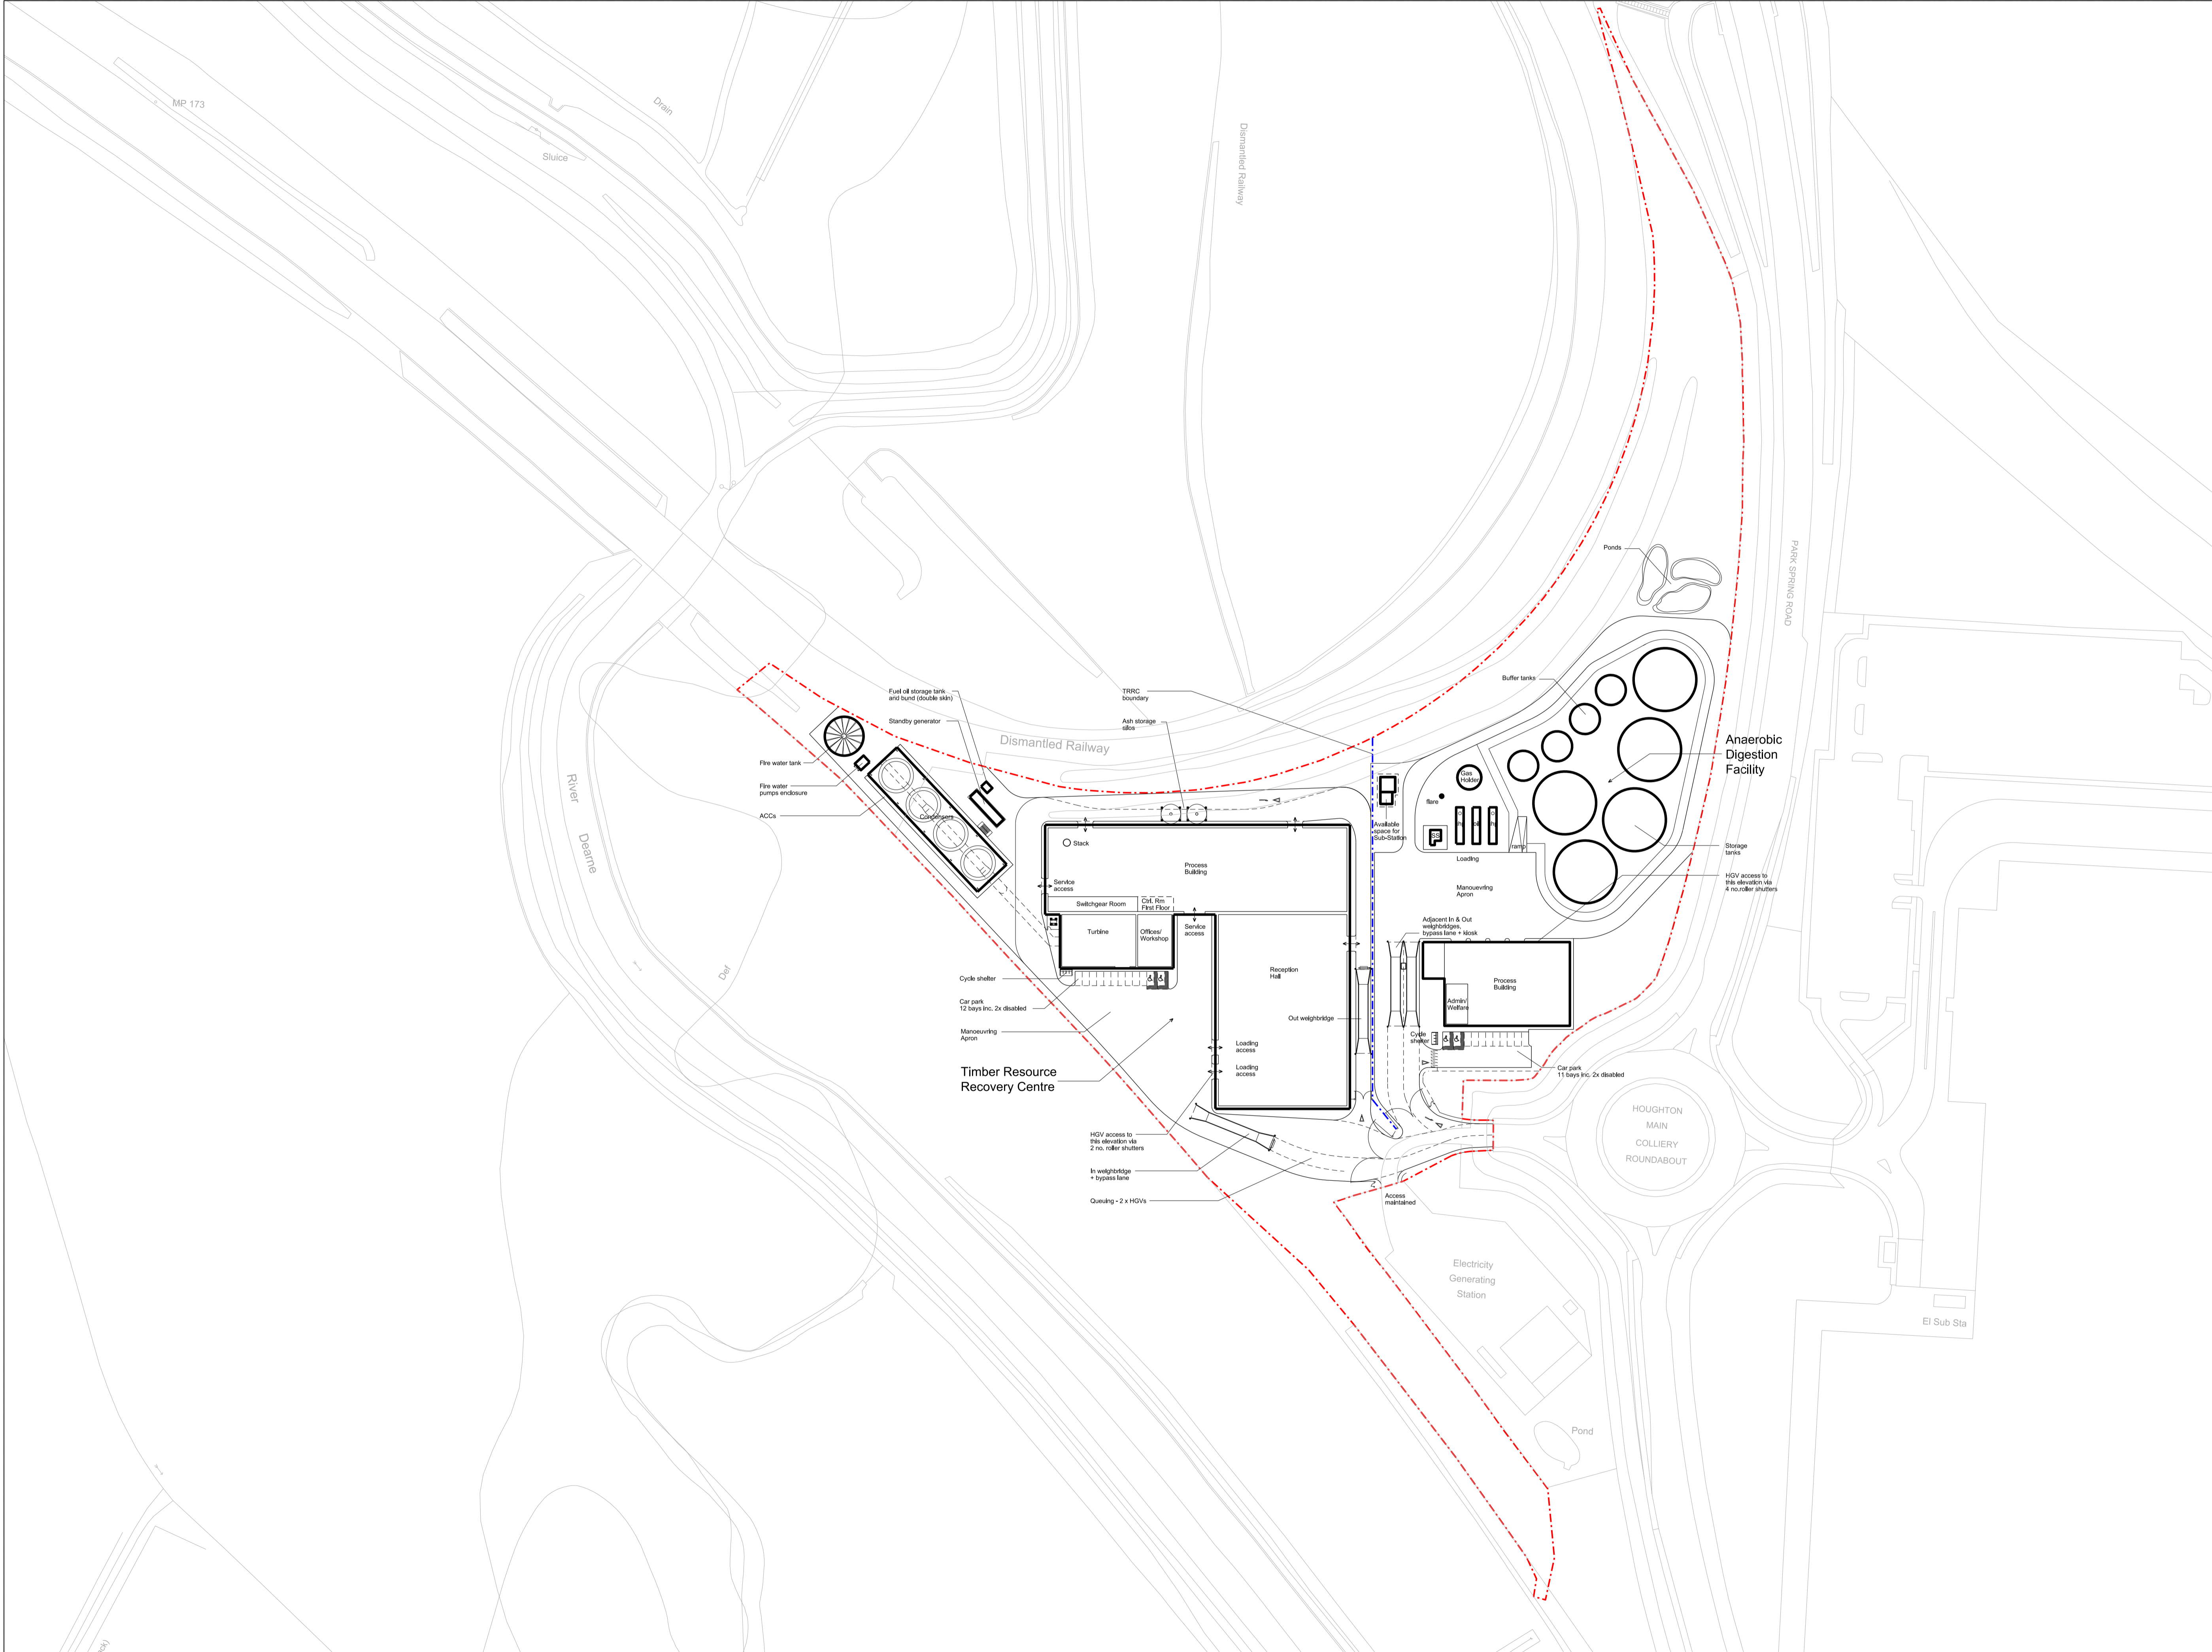 MP 173
Drain
Sluice
Dismantled Railway
PARK SPRING ROAD
Ponds
Buffer tanks
Fuel oil storage tank
and bund (double skin)
Standby generator
TRRC
boundary
Ash storage
silos
Dismantled Railway
Anaerobic
Digestion
Facility
Fire water tank
Fire water
pumps enclosure
ACCs
Condensers
River
Dearne
Def
Gas
Holder
flare
SS
ramp
Loading
Available
space for
Sub-Station
Storage
tanks
Stack
Process
Building
Service
access
Switchgear Room
Ctrl. Rm
First Floor
Turbine
Offices/
Workshop
Service
access
Manouevring
Apron
HGV access to
this elevation via
4 no.roller shutters
Adjacent In & Out
weighbridges,
bypass lane + kiosk
Reception
Hall
Process
Building
Admin/
Welfare
Cycle shelter
Car park
12 bays inc. 2x disabled
Manoeuvring
Apron
Out weighbridge
Cycle
shelter
Loading
access
Loading
access
Timber Resource
Recovery Centre
Car park
11 bays inc. 2x disabled
HGV access to
this elevation via
2 no. roller shutters
In weighbridge
+ bypass lane
Queuing - 2 x HGVs
Access
maintained
HOUGHTON
MAIN
COLLIERY
ROUNDABOUT
Electricity
Generating
Station
El Sub Sta
Pond